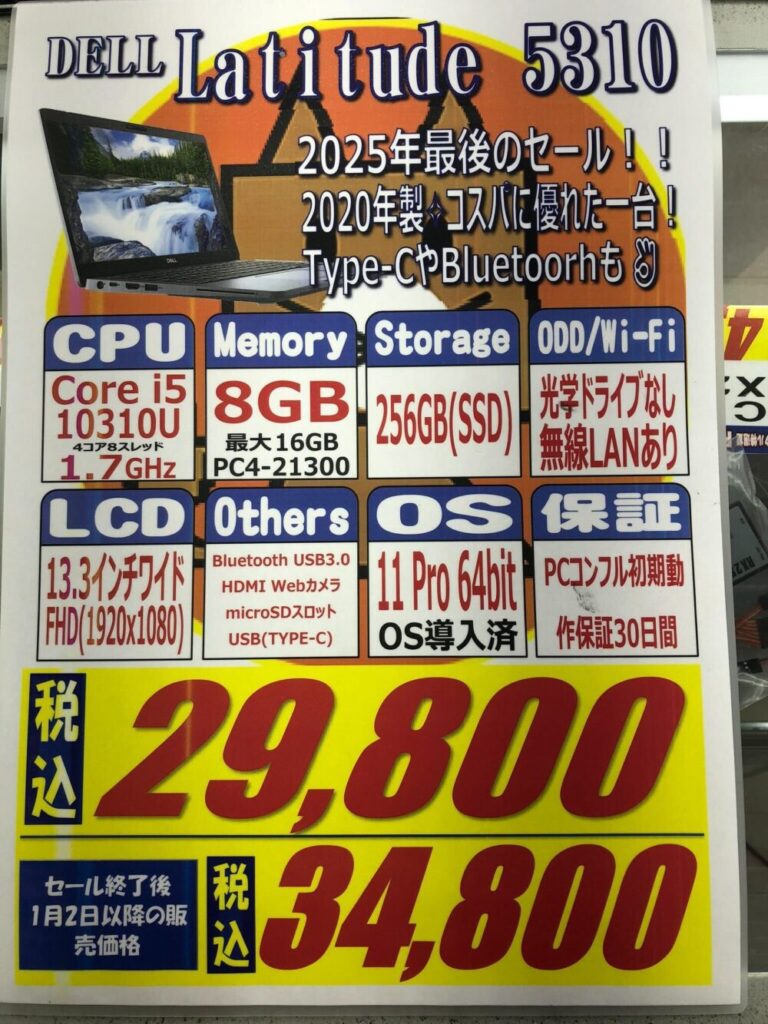 DELL Latitude 5310
2025年最後のセール！！
2020年製✧コスパに優れた一台！
Type-CやBluetoorhも✌
CPU
Core i5
10310U
4コア8スレッド
1.7GHz
Memory
8GB
最大16GB
PC4-21300
Storage
256GB(SSD)
ODD/Wi-Fi
光学ドライブなし
無線LANあり
LCD
13.3インチワイド
FHD(1920x1080)
Others
Bluetooth USB3.0
HDMI Webカメラ
microSDスロット
USB(TYPE-C)
OS
11 Pro 64bit
OS導入済
保証
PCコンフル初期動
作保証30日間
税込
29,800
セール終了後
1月2日以降の販
売価格
税込
34,800